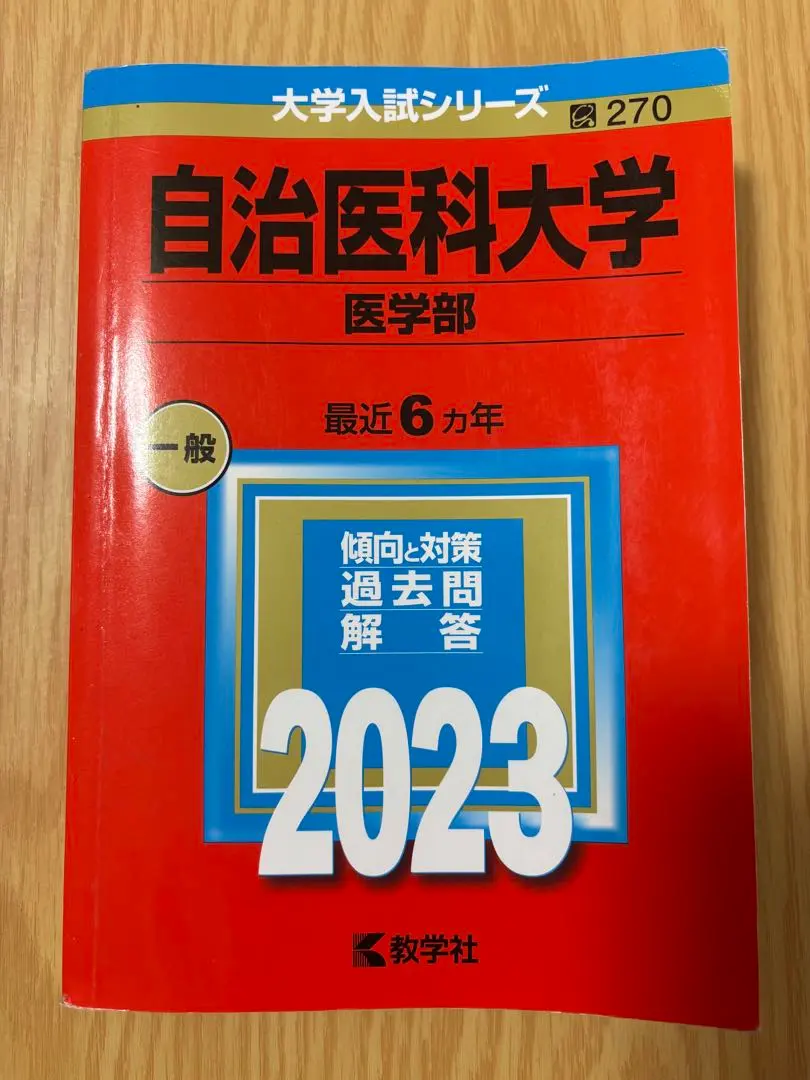 大学入試シリーズ 270
自治医科大学
医学部
最近6ヵ年
一般
傾向と対策
過去問
解答
2023
教学社